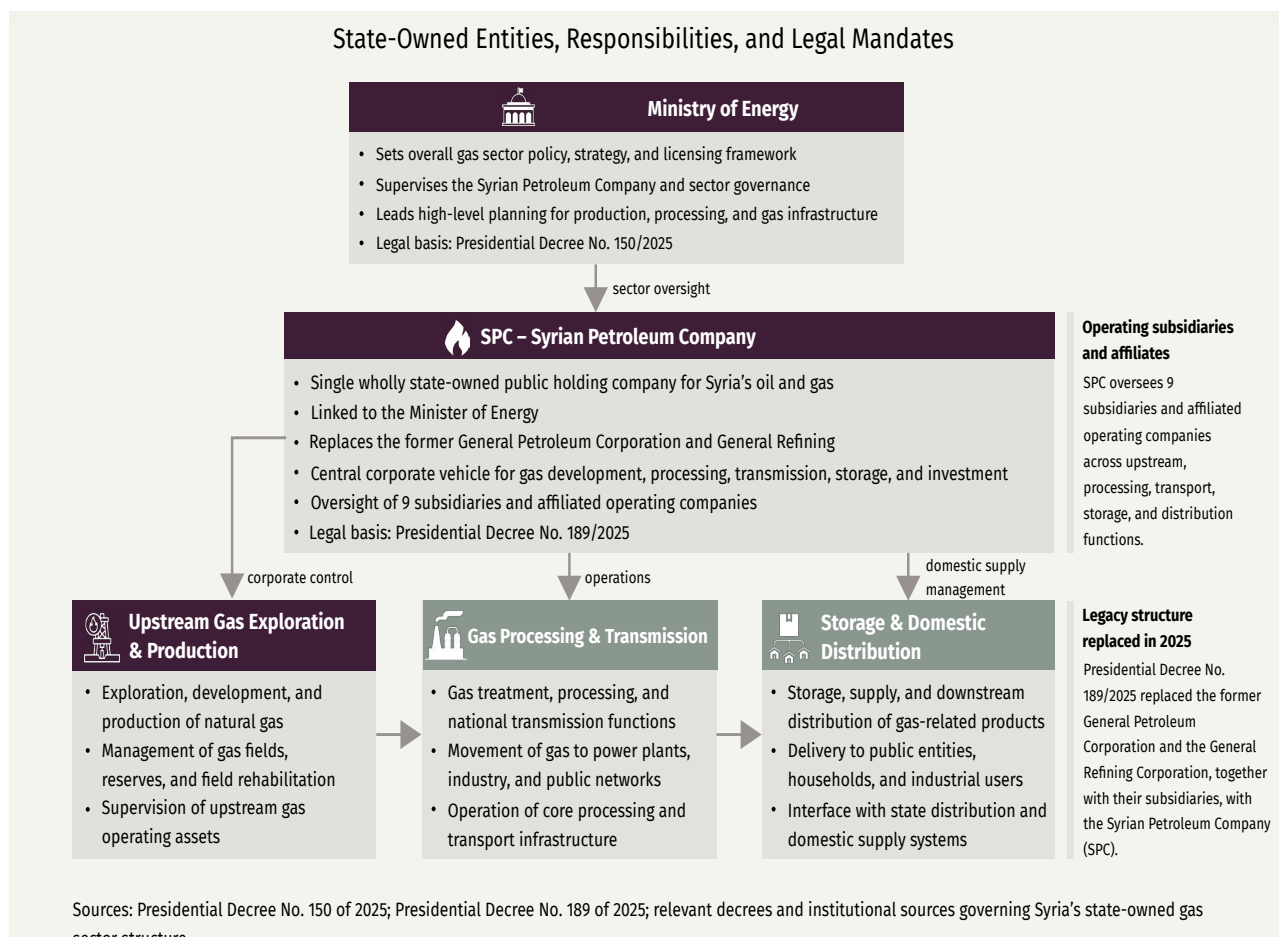 State-Owned Entities, Responsibilities, and Legal Mandates
Ministry of Energy
• Sets overall gas sector policy, strategy, and licensing framework
• Supervises the Syrian Petroleum Company and sector governance
• Leads high-level planning for production, processing, and gas infrastructure
• Legal basis: Presidential Decree No. 150/2025
sector oversight
SPC – Syrian Petroleum Company
• Single wholly state-owned public holding company for Syria's oil and gas
• Linked to the Minister of Energy
• Replaces the former General Petroleum Corporation and General Refining
• Central corporate vehicle for gas development, processing, transmission, storage, and investment
• Oversight of 9 subsidiaries and affiliated operating companies
• Legal basis: Presidential Decree No. 189/2025
Operating subsidiaries
and affiliates
SPC oversees 9
subsidiaries and affiliated
operating companies
across upstream,
processing, transport,
storage, and distribution
functions.
corporate control
operations
domestic supply
management
Upstream Gas Exploration
& Production
• Exploration, development, and
production of natural gas
• Management of gas fields,
reserves, and field rehabilitation
• Supervision of upstream gas
operating assets
Gas Processing & Transmission
• Gas treatment, processing, and
national transmission functions
• Movement of gas to power plants,
industry, and public networks
• Operation of core processing and
transport infrastructure
Storage & Domestic
Distribution
• Storage, supply, and downstream
distribution of gas-related products
• Delivery to public entities,
households, and industrial users
• Interface with state distribution and
domestic supply systems
Legacy structure
replaced in 2025
Presidential Decree No.
189/2025 replaced the former
General Petroleum
Corporation and the General
Refining Corporation, together
with their subsidiaries, with
the Syrian Petroleum Company
(SPC).
Sources: Presidential Decree No. 150 of 2025; Presidential Decree No. 189 of 2025; relevant decrees and institutional sources governing Syria's state-owned gas
sector structure